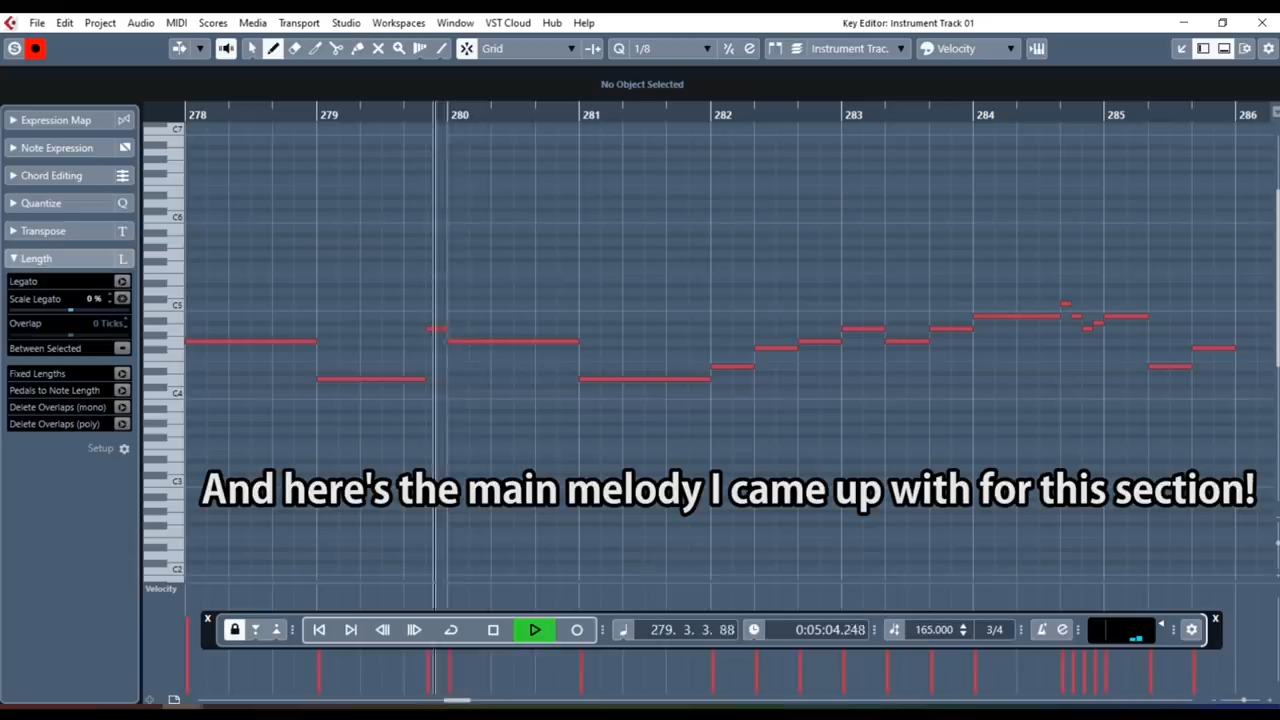 File Edit Project Audio MIDI Scores Media Transport Studio Workspaces Window VST Cloud Hub Help Key Editor: Instrument Track 01
S Grid Q 1/8 Instrument Trac. Velocity
No Object Selected
278 279 280 281 282 283 284 285 286
Expression Map
Note Expression
Chord Editing
Quantize Q
Transpose T
Length L
Legato
Scale Legato 0 %
Overlap 0 Ticks
Between Selected
Fixed Lengths
Pedals to Note Length
Delete Overlaps (mono)
Delete Overlaps (poly)
Setup
C7
C6
C5
C4
C3
C2
And here's the main melody I came up with for this section!
Velocity
X 279. 3. 3. 88 0:05:04.248 165.000 3/4 X